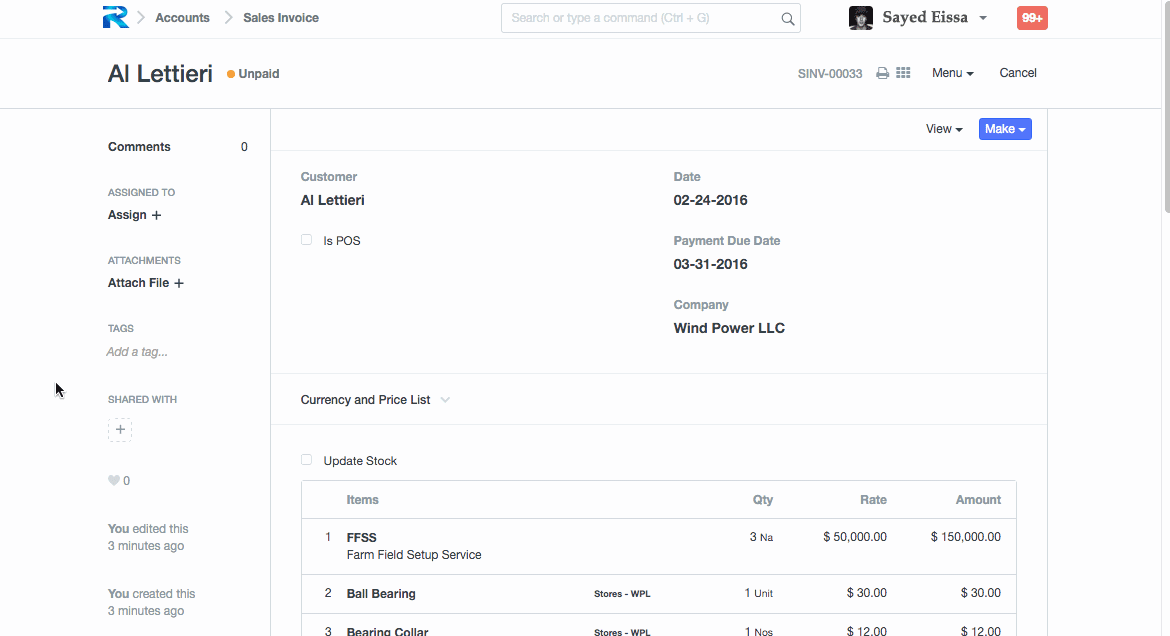 Accounts
Sales Invoice
Search or type a command (Ctrl + G)
Sayed Eissa
99+
Al Lettieri
Unpaid
SINV-00033
Menu
Cancel
View
Make
Comments 0
ASSIGNED TO
Assign +
ATTACHMENTS
Attach File +
TAGS
Add a tag...
SHARED WITH
+
0
You edited this
3 minutes ago
You created this
3 minutes ago
Customer
Al Lettieri
Is POS
Date
02-24-2016
Payment Due Date
03-31-2016
Company
Wind Power LLC
Currency and Price List
Update Stock
Items Qty Rate Amount
1 FFSS 3 Na $ 50,000.00 $ 150,000.00
Farm Field Setup Service
2 Ball Bearing Stores - WPL 1 Unit $ 30.00 $ 30.00
3 Bearing Collar Stores - WPL 1 Nos $ 12.00 $ 12.00